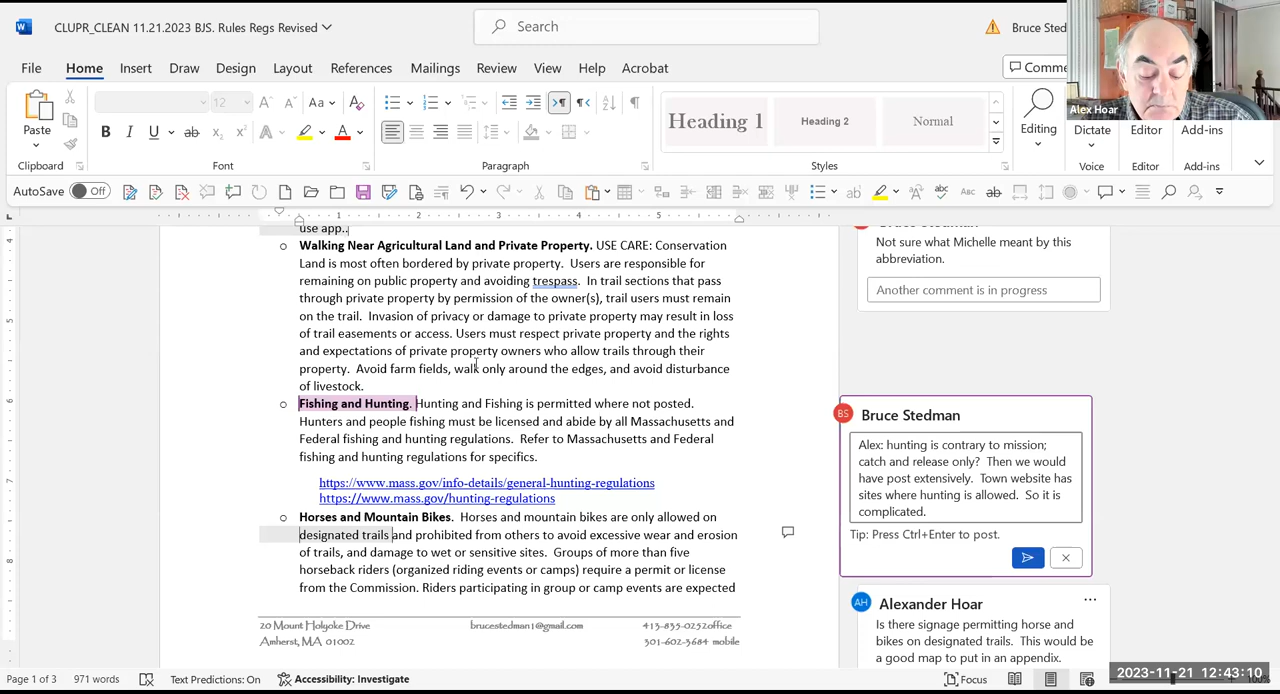 CLUPR_CLEAN 11.21.2023 BJS. Rules Regs Revised
Search
Bruce Sted
File Home Insert Draw Design Layout References Mailings Review View Help Acrobat
Comme
Alex Hoar
Paste
12
Aa
B I U ab x x A A
Heading 1
Heading 2
Normal
Editing
Dictate
Editor
Add-ins
Clipboard
Font
Paragraph
Styles
Voice
Editor
Add-ins
AutoSave Off
1 2 3 4 5
use app..
Walking Near Agricultural Land and Private Property. USE CARE: Conservation
Land is most often bordered by private property. Users are responsible for
remaining on public property and avoiding trespass. In trail sections that pass
through private property by permission of the owner(s), trail users must remain
on the trail. Invasion of privacy or damage to private property may result in loss
of trail easements or access. Users must respect private property and the rights
and expectations of private property owners who allow trails through their
property. Avoid farm fields, walk only around the edges, and avoid disturbance
of livestock.
Fishing and Hunting. Hunting and Fishing is permitted where not posted.
Hunters and people fishing must be licensed and abide by all Massachusetts and
Federal fishing and hunting regulations. Refer to Massachusetts and Federal
fishing and hunting regulations for specifics.
https://www.mass.gov/info-details/general-hunting-regulations
https://www.mass.gov/hunting-regulations
Horses and Mountain Bikes. Horses and mountain bikes are only allowed on
designated trails and prohibited from others to avoid excessive wear and erosion
of trails, and damage to wet or sensitive sites. Groups of more than five
horseback riders (organized riding events or camps) require a permit or license
from the Commission. Riders participating in group or camp events are expected
20 Mount Holyoke Drive brucestedman1@gmail.com 413-835-0252office
Amherst, MA 01002 301-602-3684 mobile
Not sure what Michelle meant by this
abbreviation.
Another comment is in progress
BS Bruce Stedman
Alex: hunting is contrary to mission;
catch and release only? Then we would
have post extensively. Town website has
sites where hunting is allowed. So it is
complicated.
Tip: Press Ctrl+Enter to post.
AH Alexander Hoar
Is there signage permitting horse and
bikes on designated trails. This would be
a good map to put in an appendix.
Page 1 of 3 971 words Text Predictions: On Accessibility: Investigate Focus
2023-11-21 12:43:10